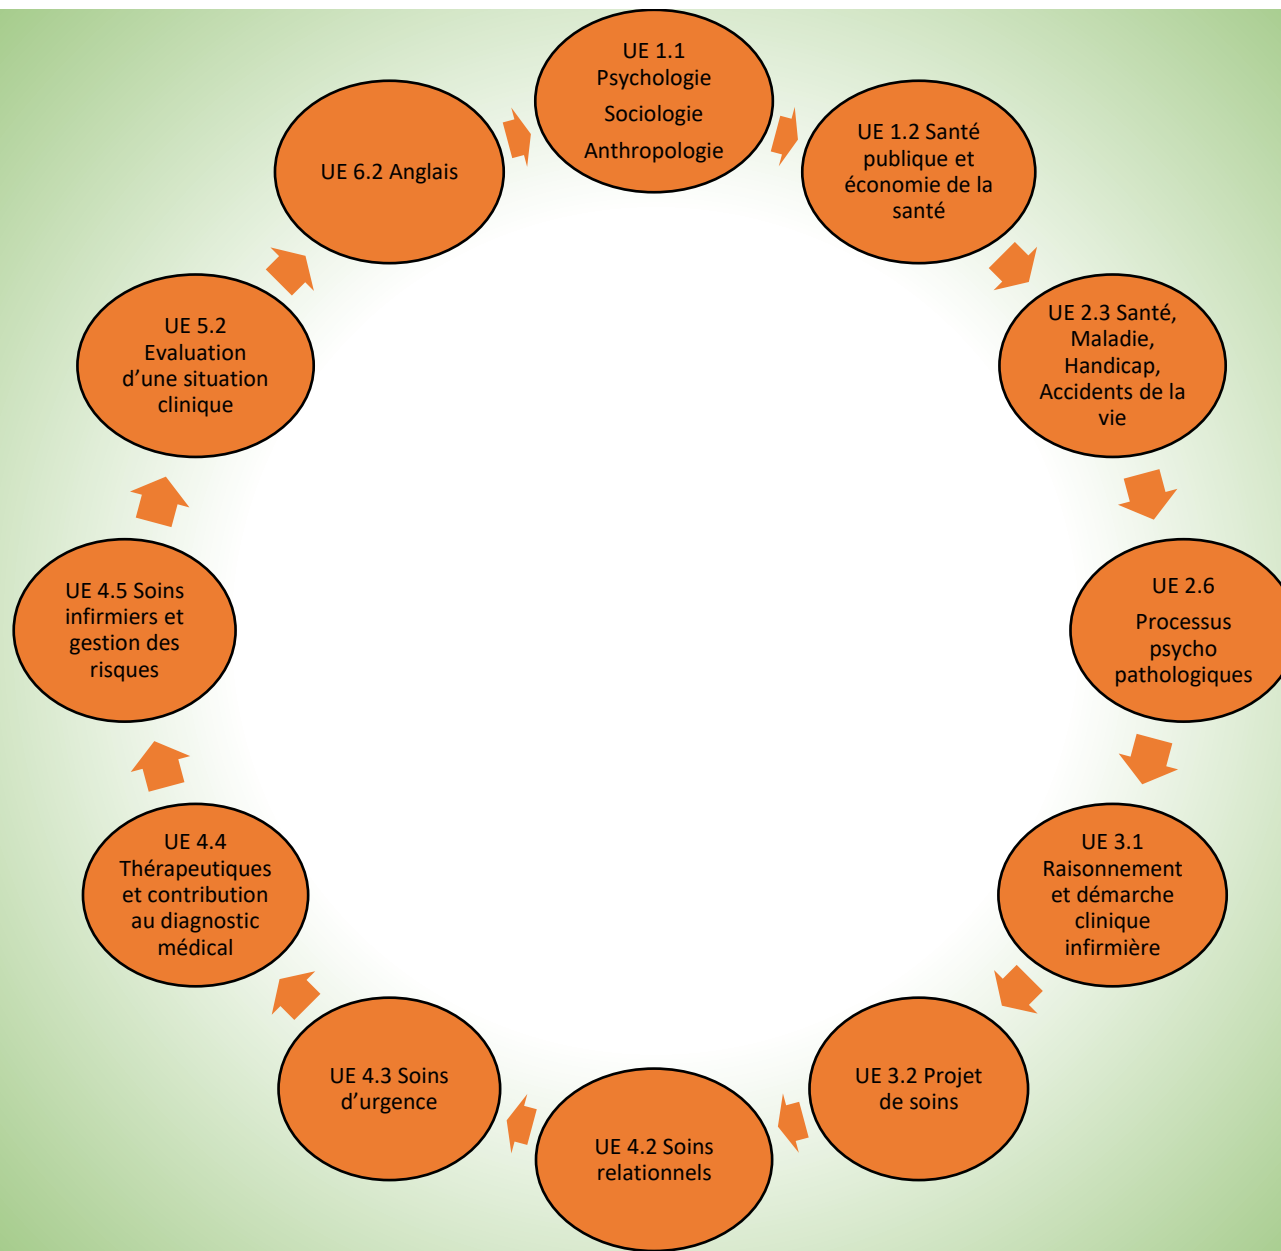 UE 1.1
Psychologie
Sociologie
Anthropologie
UE 1.2 Santé
publique et
économie de la
santé
UE 2.3 Santé,
Maladie,
Handicap,
Accidents de la
vie
UE 2.6
Processus
psycho
pathologiques
UE 3.1
Raisonnement
et démarche
clinique
infirmière
UE 3.2 Projet
de soins
UE 4.2 Soins
relationnels
UE 4.3 Soins
d’urgence
UE 4.4
Thérapeutiques
et contribution
au diagnostic
médical
UE 4.5 Soins
infirmiers et
gestion des
risques
UE 5.2
Evaluation
d’une situation
clinique
UE 6.2 Anglais